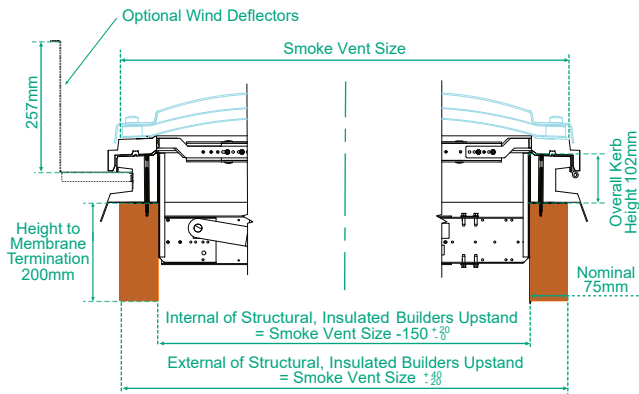 Optional Wind Deflectors
Smoke Vent Size
257mm
Overall Kerb
Height 102mm
Height to
Membrane
Termination
200mm
Nominal
75mm
Internal of Structural, Insulated Builders Upstand
= Smoke Vent Size -150 +20 -0
External of Structural, Insulated Builders Upstand
= Smoke Vent Size +40 -20